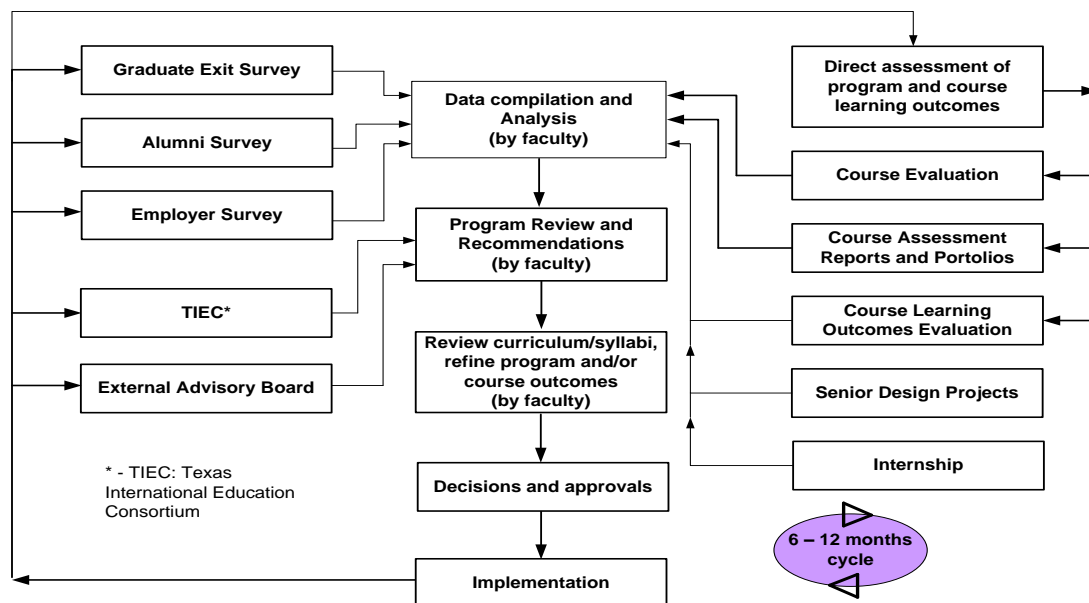 Graduate Exit Survey
Alumni Survey
Employer Survey
TIEC*
External Advisory Board
* - TIEC: Texas
International Education
Consortium
Data compilation and
Analysis
(by faculty)
Program Review and
Recommendations
(by faculty)
Review curriculum/syllabi,
refine program and/or
course outcomes
(by faculty)
Decisions and approvals
Implementation
Direct assessment of
program and course
learning outcomes
Course Evaluation
Course Assessment
Reports and Portolios
Course Learning
Outcomes Evaluation
Senior Design Projects
Internship
6 – 12 months
cycle